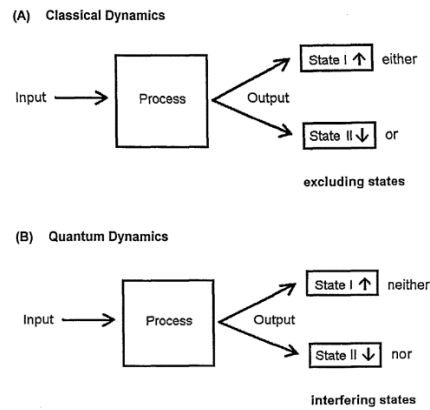 (A) Classical Dynamics
State I ↑ either
Input Process Output
State II ↓ or
excluding states
(B) Quantum Dynamics
State I ↑ neither
Input Process Output
State II ↓ nor
interfering states